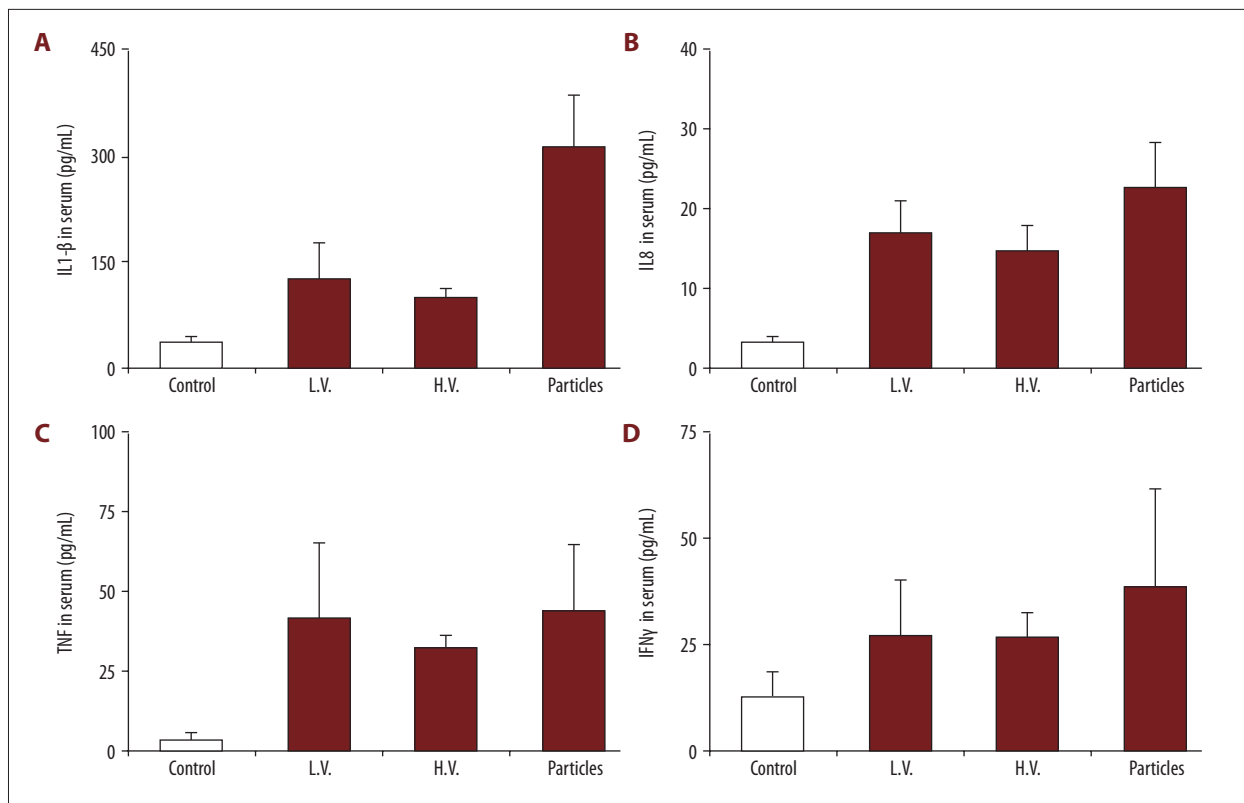 A
450
300
150
0
IL1-β in serum (pg/mL)
Control
L.V.
H.V.
Particles
B
40
30
20
10
0
IL8 in serum (pg/mL)
Control
L.V.
H.V.
Particles
C
100
75
50
25
0
TNF in serum (pg/mL)
Control
L.V.
H.V.
Particles
D
75
50
25
0
IFNγ in serum (pg/mL)
Control
L.V.
H.V.
Particles